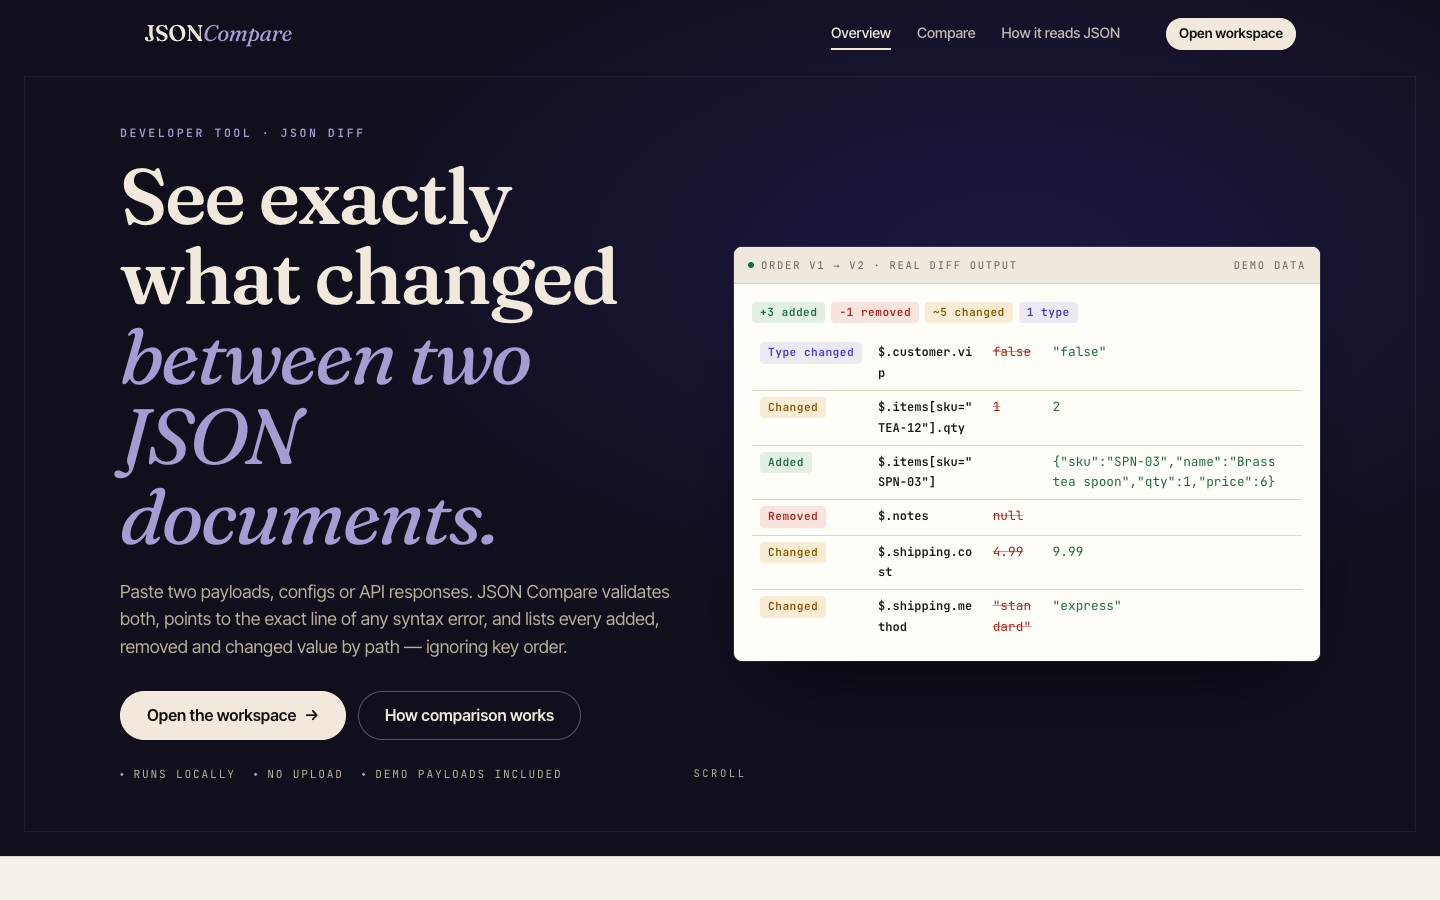 JSONCompare
Overview Compare How it reads JSON Open workspace
DEVELOPER TOOL · JSON DIFF
See exactly
what changed
between two
JSON
documents.
Paste two payloads, configs or API responses. JSON Compare validates
both, points to the exact line of any syntax error, and lists every added,
removed and changed value by path — ignoring key order.
Open the workspace →
How comparison works
• RUNS LOCALLY • NO UPLOAD • DEMO PAYLOADS INCLUDED
SCROLL
ORDER V1 → V2 · REAL DIFF OUTPUT DEMO DATA
+3 added -1 removed ~5 changed 1 type
Type changed $.customer.vi false "false"
p
Changed $.items[sku=" 1 2
TEA-12"].qty
Added $.items[sku=" {"sku":"SPN-03","name":"Brass
SPN-03"] tea spoon","qty":1,"price":6}
Removed $.notes null
Changed $.shipping.co 4.99 9.99
st
Changed $.shipping.me "stan "express"
thod dard"